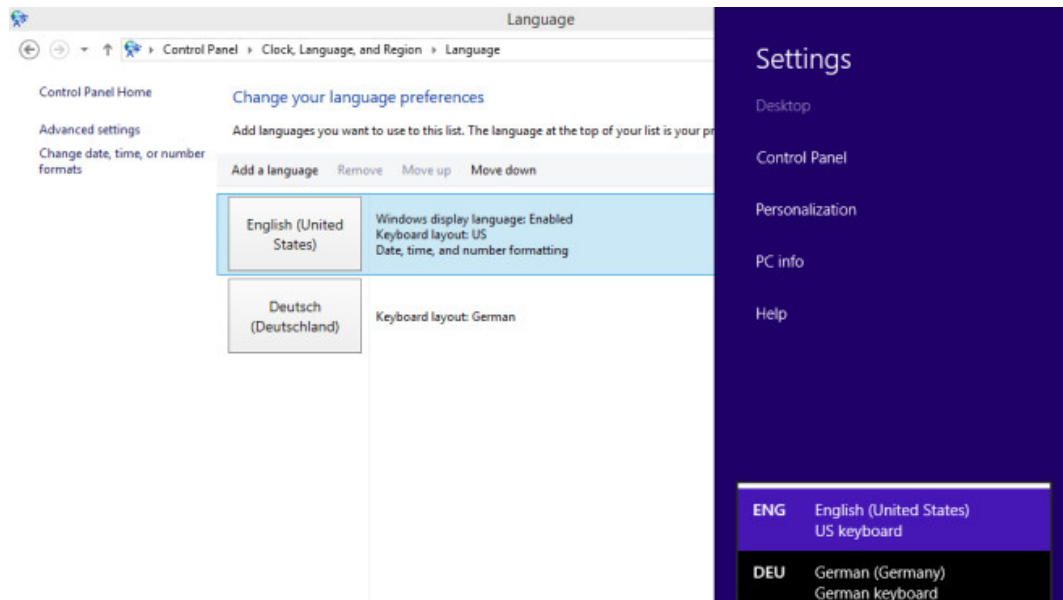 Language
Control Panel Clock, Language, and Region Language
Control Panel Home
Advanced settings
Change date, time, or number
formats
Change your language preferences
Add languages you want to use to this list. The language at the top of your list is your
Add a language Remove Move up Move down
English (United
States)
Windows display language: Enabled
Keyboard layout: US
Date, time, and number formatting
Deutsch
(Deutschland)
Keyboard layout: German
Settings
Desktop
Control Panel
Personalization
PC info
Help
ENG English (United States)
US keyboard
DEU German (Germany)
German keyboard